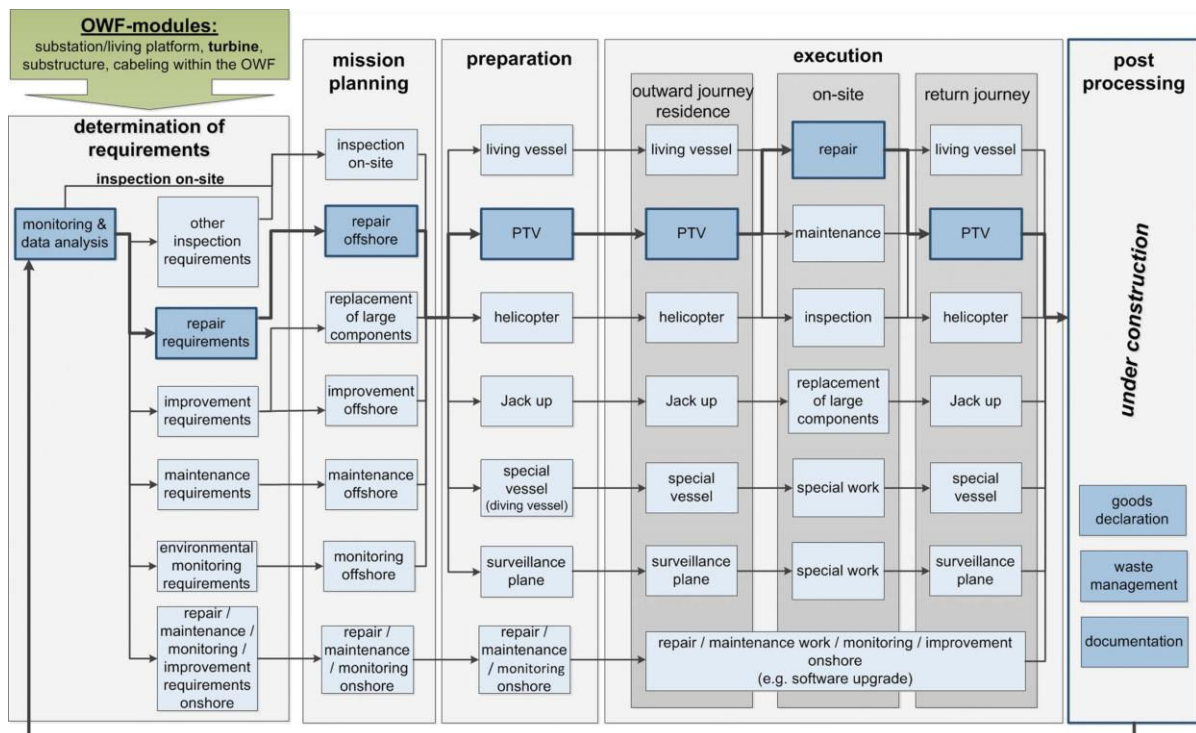 OWF-modules:
substation/living platform, turbine,
substructure, cabeling within the OWF
determination of
requirements
inspection on-site
monitoring &
data analysis
other
inspection
requirements
repair
requirements
improvement
requirements
maintenance
requirements
environmental
monitoring
requirements
repair /
maintenance /
monitoring /
improvement
requirements
onshore
mission
planning
inspection
on-site
repair
offshore
replacement
of large
components
improvement
offshore
maintenance
offshore
monitoring
offshore
repair /
maintenance
/ monitoring
onshore
preparation
living vessel
PTV
helicopter
Jack up
special
vessel
(diving vessel)
surveillance
plane
repair /
maintenance
/ monitoring
onshore
execution
outward journey
residence
living vessel
PTV
helicopter
Jack up
special
vessel
surveillance
plane
on-site
repair
maintenance
inspection
replacement
of large
components
special work
special work
return journey
living vessel
PTV
helicopter
Jack up
special
vessel
surveillance
plane
repair / maintenance work / monitoring / improvement
onshore
(e.g. software upgrade)
post
processing
under construction
goods
declaration
waste
management
documentation